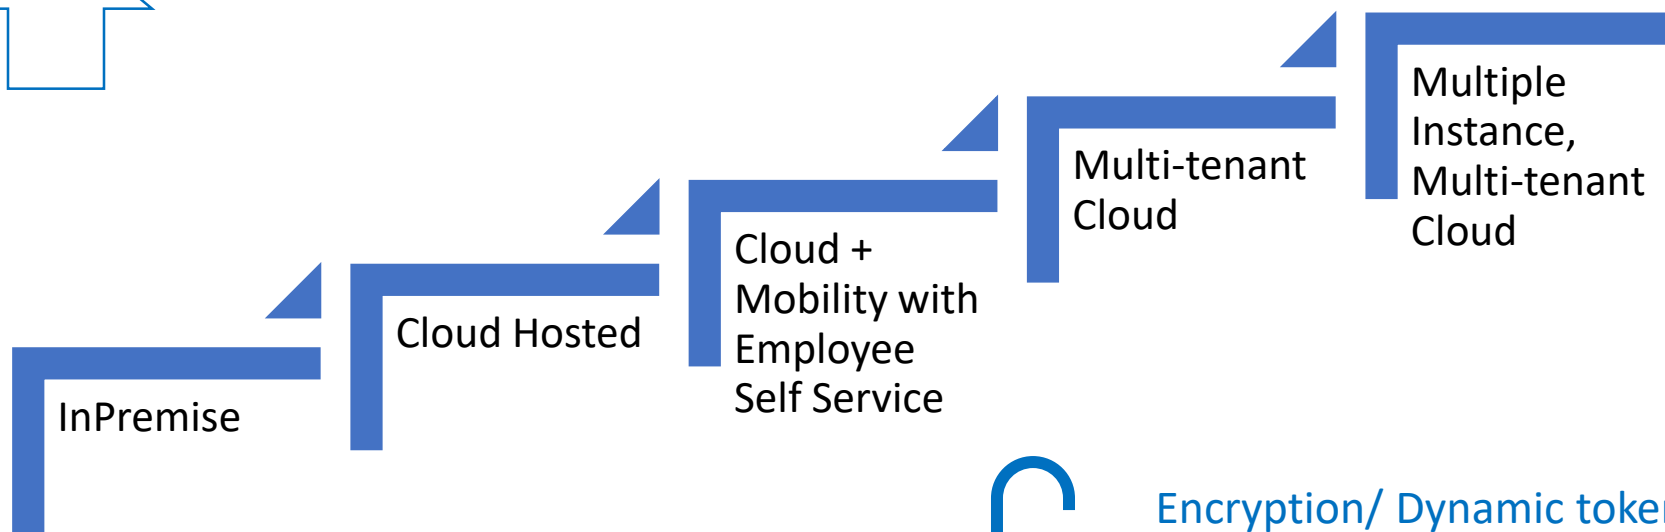 Multiple
Instance,
Multi-tenant
Cloud
Multi-tenant
Cloud
Cloud +
Mobility with
Employee
Self Service
Cloud Hosted
InPremise
Encryption/ Dynamic